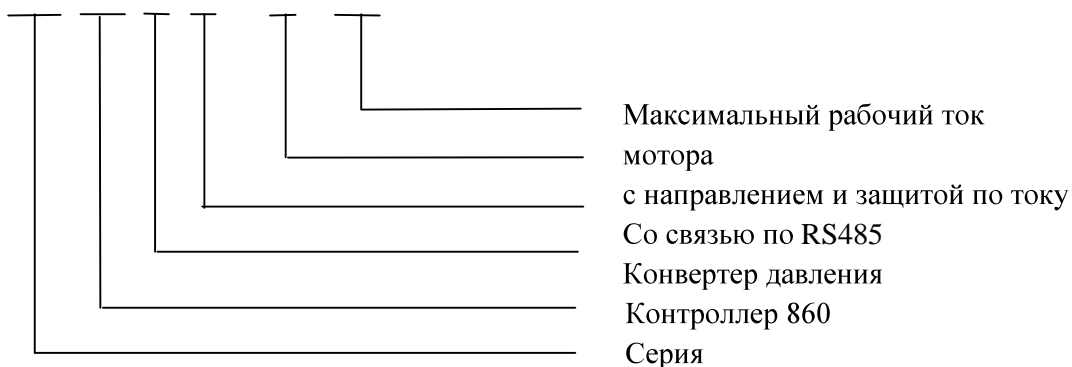 Максимальный рабочий ток
мотора
с направлением и защитой по току
Со связью по RS485
Конвертер давления
Контроллер 860
Серия